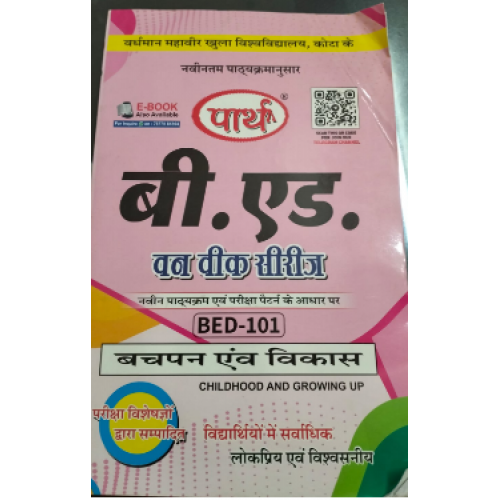 वर्धमान महावीर खुला विश्वविद्यालय, कोटा के
नवीनतम पाठ्यक्रमानुसार
E-BOOK
Also Available
पार्थ
®
बी.एड.
वन वीक सीरीज
नवीन पाठ्यक्रम एवं परीक्षा पैटर्न के आधार पर
BED-101
बचपन एंव विकास
CHILDHOOD AND GROWING UP
परीक्षा विशेषज्ञों
द्वारा सम्पादित
विद्यार्थियों में सर्वाधिक
लोकप्रिय एवं विश्वसनीय